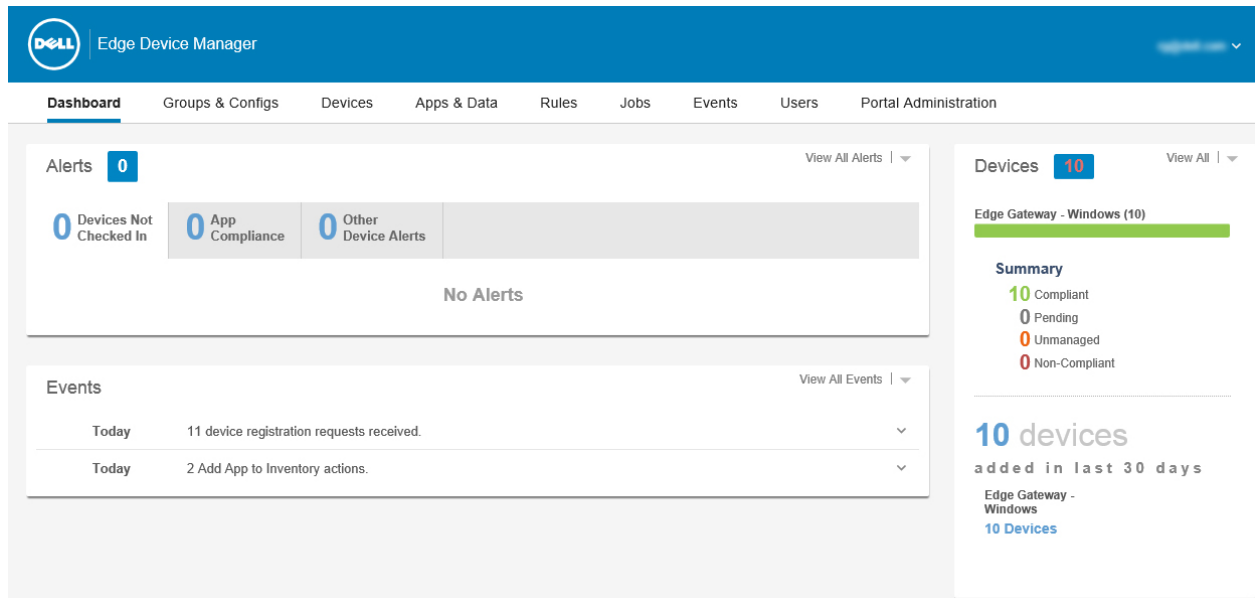 DELL
Edge Device Manager
Dashboard Groups & Configs Devices Apps & Data Rules Jobs Events Users Portal Administration
Alerts 0
View All Alerts
0 Devices Not Checked In
0 App Compliance
0 Other Device Alerts
No Alerts
Events
View All Events
Today 11 device registration requests received.
Today 2 Add App to Inventory actions.
Devices 10
View All
Edge Gateway - Windows (10)
Summary
10 Compliant
0 Pending
0 Unmanaged
0 Non-Compliant
10 devices
added in last 30 days
Edge Gateway -
Windows
10 Devices